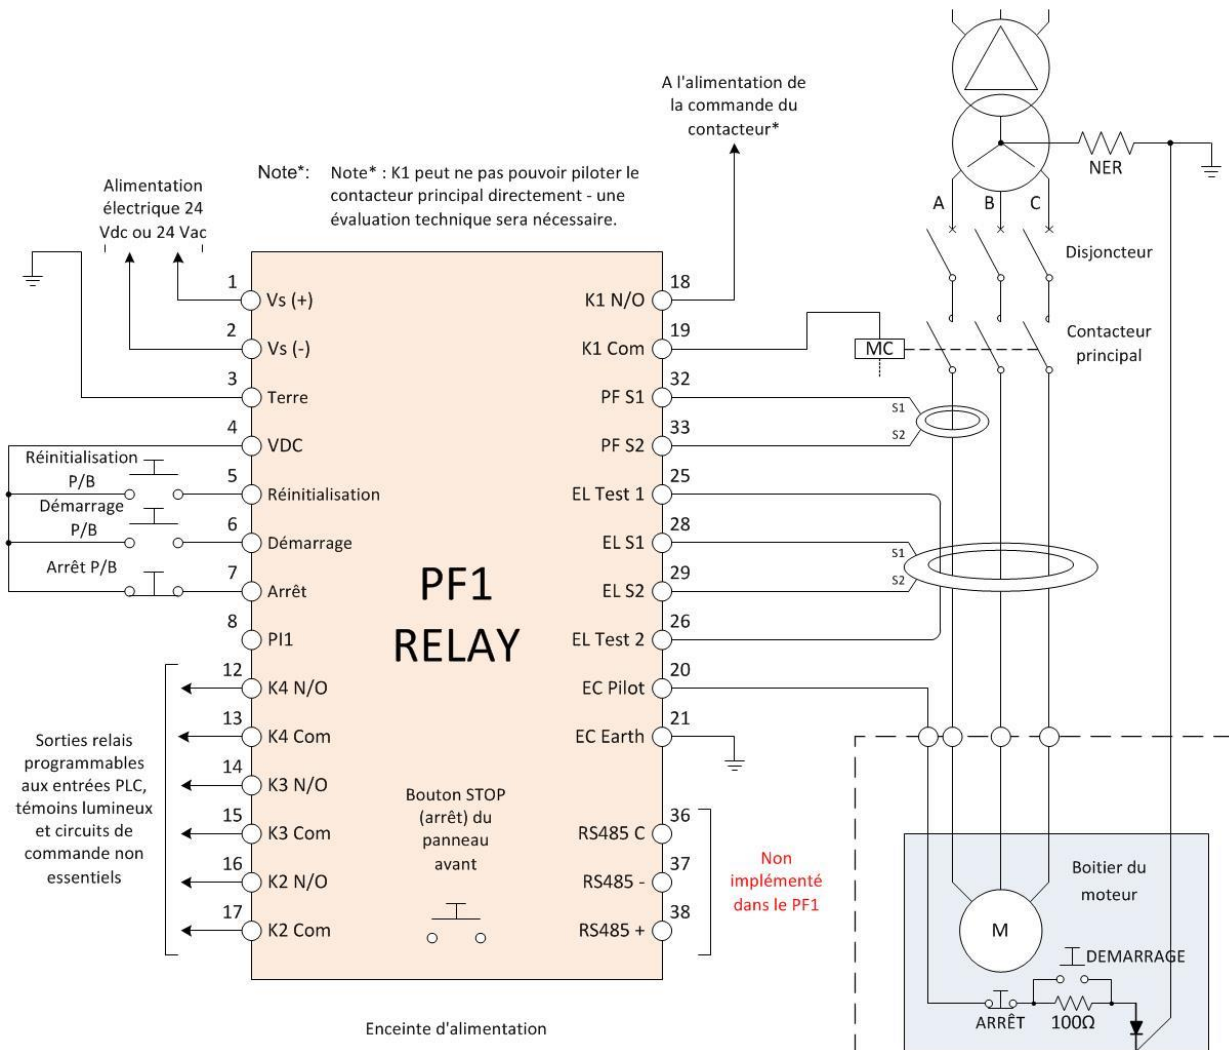 A l'alimentation de
la commande du
contacteur*
Note*:
Note* : K1 peut ne pas pouvoir piloter le
contacteur principal directement - une
évaluation technique sera nécessaire.
Alimentation
électrique 24
Vdc ou 24 Vac
NER
A B C
Disjoncteur
Contacteur
principal
MC
1 Vs (+)
2 Vs (-)
3 Terre
4 VDC
5 Réinitialisation
6 Démarrage
7 Arrêt
8 PI1
12 K4 N/O
13 K4 Com
14 K3 N/O
15 K3 Com
16 K2 N/O
17 K2 Com
Réinitialisation
P/B
Démarrage
P/B
Arrêt P/B
Sorties relais
programmables
aux entrées PLC,
témoins lumineux
et circuits de
commande non
essentiels
PF1
RELAY
Bouton STOP
(arrêt) du
panneau
avant
K1 N/O 18
K1 Com 19
PF S1 32
PF S2 33
EL Test 1 25
EL S1 28
EL S2 29
EL Test 2 26
EC Pilot 20
EC Earth 21
RS485 C 36
RS485 - 37
RS485 + 38
S1
S2
S1
S2
Non
implémenté
dans le PF1
Boitier du
moteur
M
DEMARRAGE
ARRÊT
100Ω
Enceinte d'alimentation